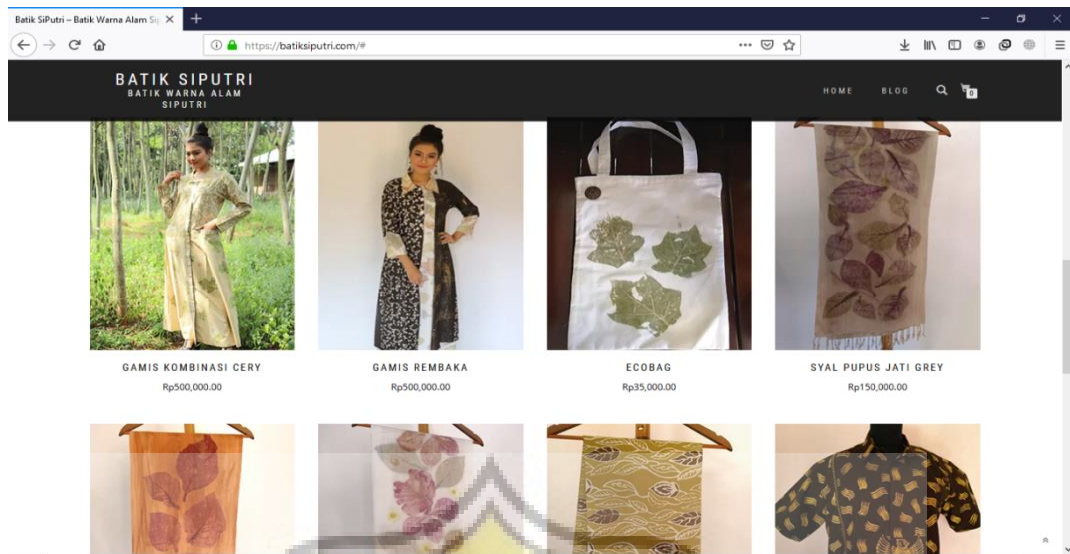 Batik SiPutri – Batik Warna Alam Si
https://batiksiputri.com/#
BATIK SIPUTRI
BATIK WARNA ALAM
SIPUTRI
HOME
BLOG
0
GAMIS KOMBINASI CERY
Rp500,000.00
GAMIS REMBAKA
Rp500,000.00
ECOBAG
Rp35,000.00
SYAL PUPUS JATI GREY
Rp150,000.00